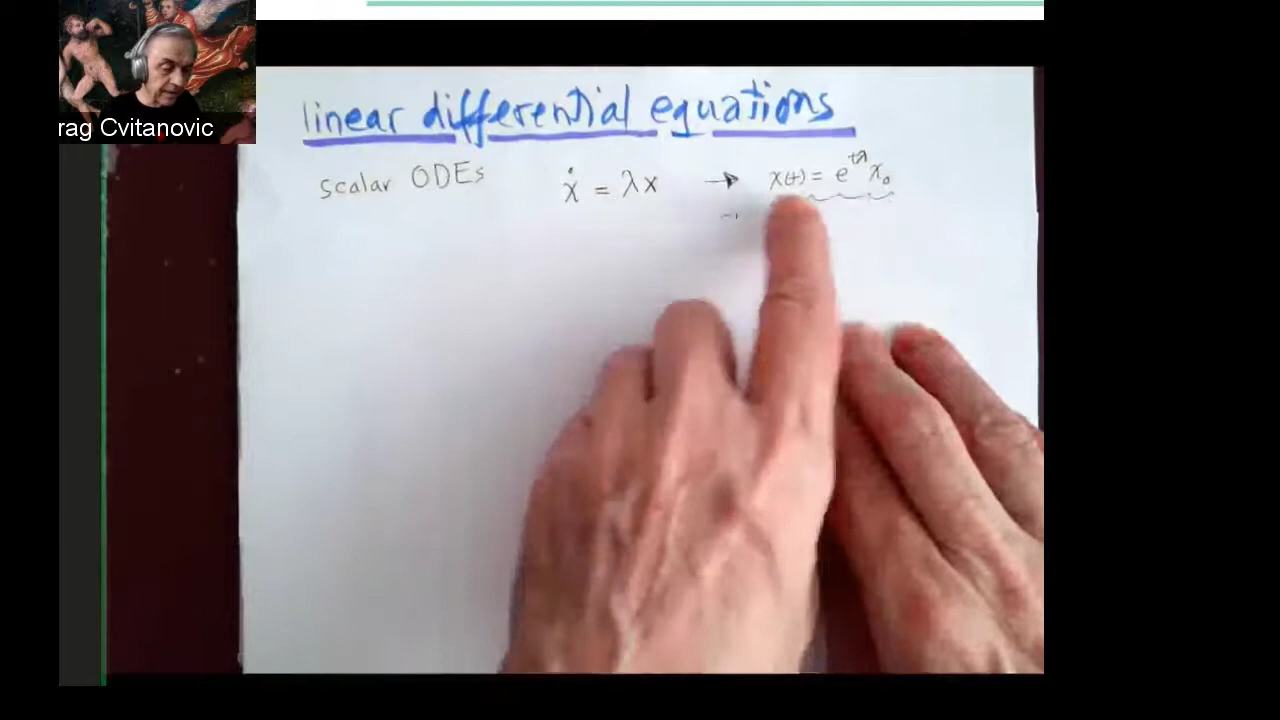 rag Cvitanovic
linear differential equations
scalar ODEs ẋ = λx → x(t) = e^{tλ} x₀